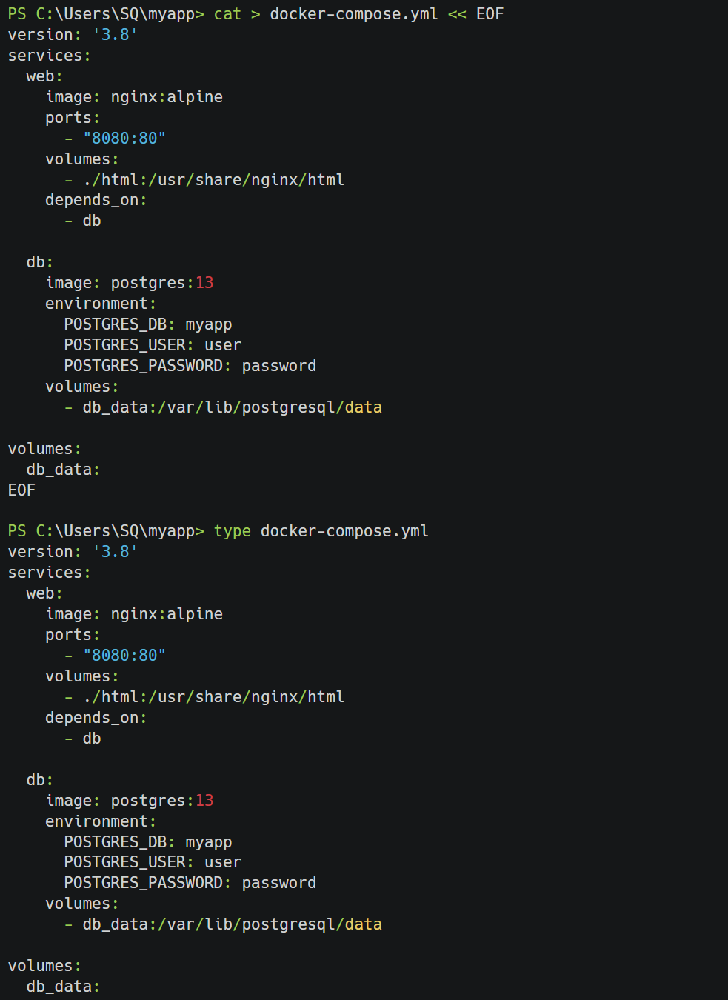 PS C:\Users\SQ\myapp> cat > docker-compose.yml << EOF
version: '3.8'
services:
  web:
    image: nginx:alpine
    ports:
      - "8080:80"
    volumes:
      - ./html:/usr/share/nginx/html
    depends_on:
      - db

  db:
    image: postgres:13
    environment:
      POSTGRES_DB: myapp
      POSTGRES_USER: user
      POSTGRES_PASSWORD: password
    volumes:
      - db_data:/var/lib/postgresql/data

volumes:
  db_data:
EOF

PS C:\Users\SQ\myapp> type docker-compose.yml
version: '3.8'
services:
  web:
    image: nginx:alpine
    ports:
      - "8080:80"
    volumes:
      - ./html:/usr/share/nginx/html
    depends_on:
      - db

  db:
    image: postgres:13
    environment:
      POSTGRES_DB: myapp
      POSTGRES_USER: user
      POSTGRES_PASSWORD: password
    volumes:
      - db_data:/var/lib/postgresql/data

volumes:
  db_data: